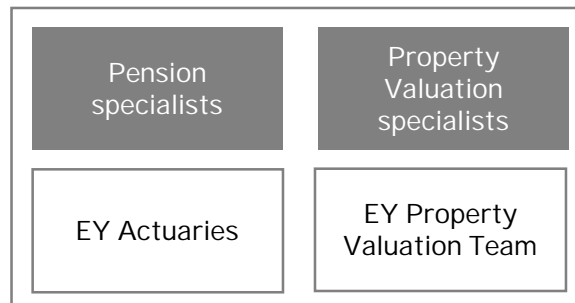 Pension
specialists
Property
Valuation
specialists
EY Actuaries
EY Property
Valuation Team